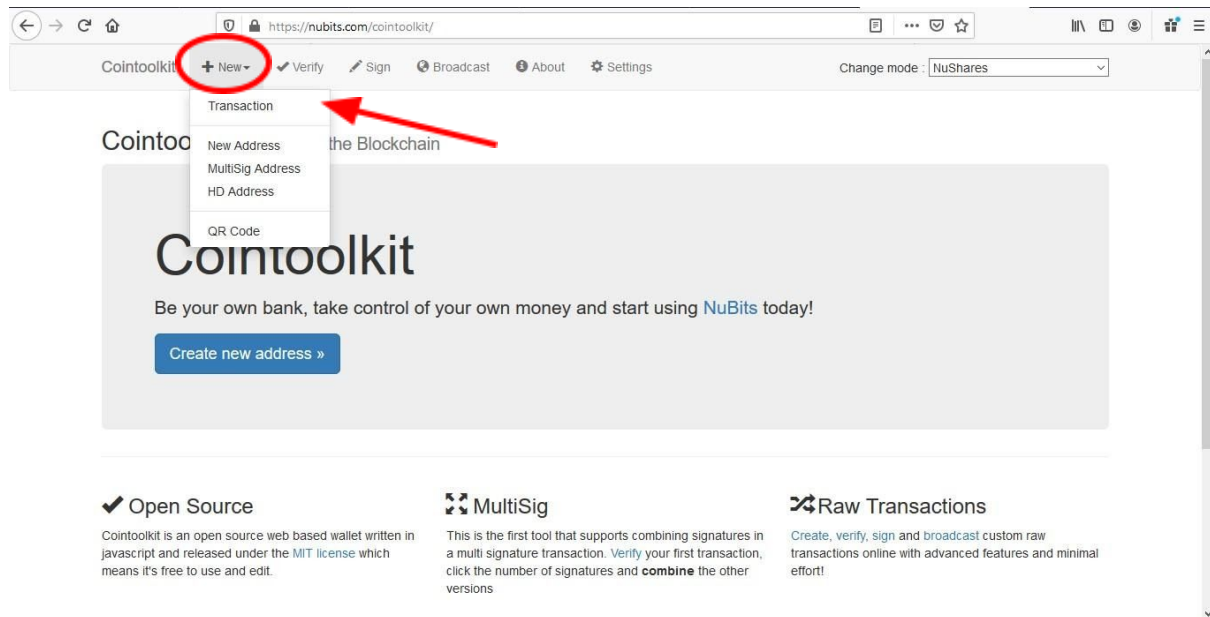 https://nubits.com/cointoolkit/
Cointoolkit New Verify Sign Broadcast About Settings Change mode : NuShares
Transaction
New Address
MultiSig Address
HD Address
QR Code
Cointoo the Blockchain
Cointoolkit
Be your own bank, take control of your own money and start using NuBits today!
Create new address »
Open Source
Cointoolkit is an open source web based wallet written in
javascript and released under the MIT license which
means it's free to use and edit.
MultiSig
This is the first tool that supports combining signatures in
a multi signature transaction. Verify your first transaction,
click the number of signatures and combine the other
versions
Raw Transactions
Create, verify, sign and broadcast custom raw
transactions online with advanced features and minimal
effort!